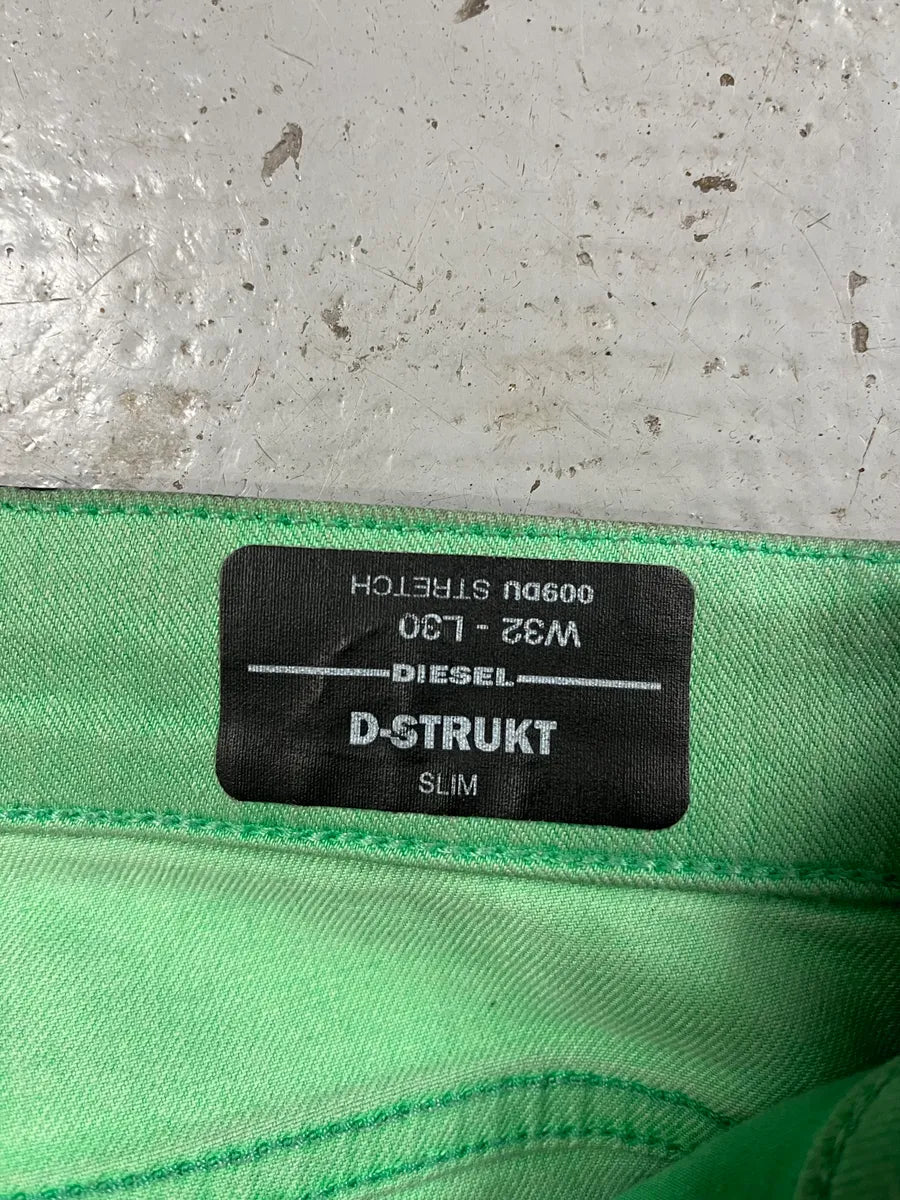 009DU STRETCH
W32 - L30
DIESEL
D-STRUKT
SLIM